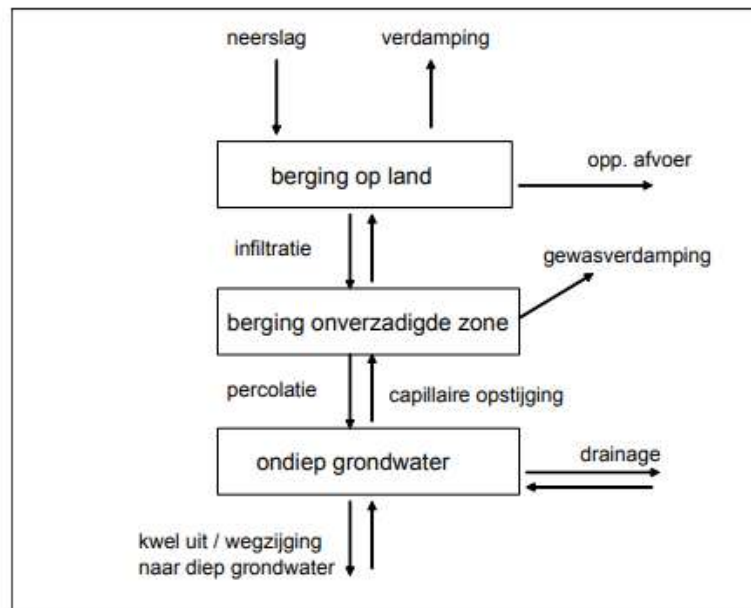 neerslag
verdamping
berging op land
opp. afvoer
infiltratie
gewasverdamping
berging onverzadigde zone
percolatie
capillaire opstijging
ondiep grondwater
drainage
kwel uit / wegzijging
naar diep grondwater